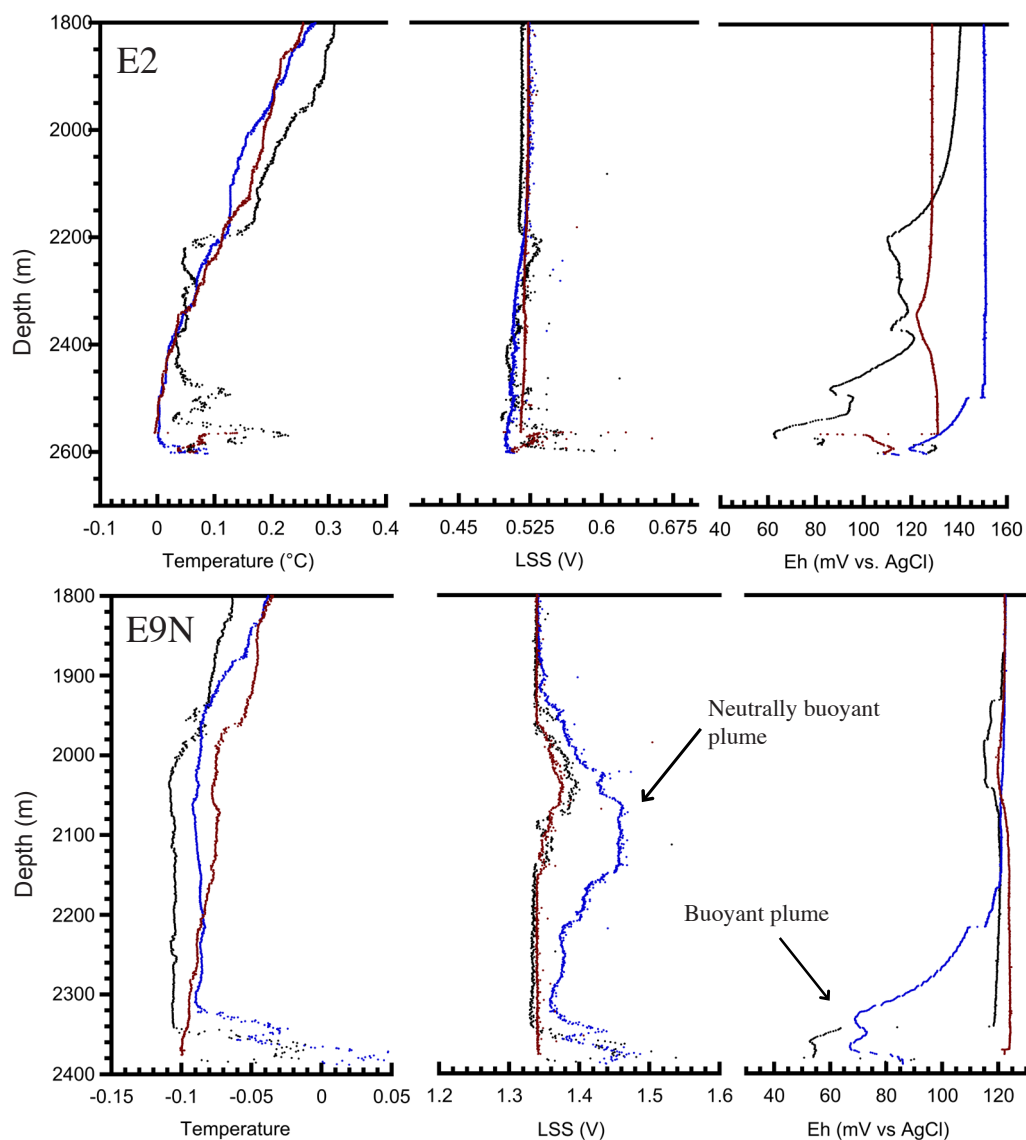 E2
1800
2000
2200
2400
2600
Depth (m)
-0.1 0 0.1 0.2 0.3 0.4
Temperature (°C)
0.45 0.525 0.6 0.675
LSS (V)
40 60 80 100 120 140 160
Eh (mV vs. AgCl)
E9N
1800
1900
2000
2100
2200
2300
2400
Depth (m)
-0.15 -0.1 -0.05 0 0.05
Temperature
Neutrally buoyant
plume
1.2 1.3 1.4 1.5 1.6
LSS (V)
Buoyant plume
40 60 80 100 120
Eh (mV vs AgCl)